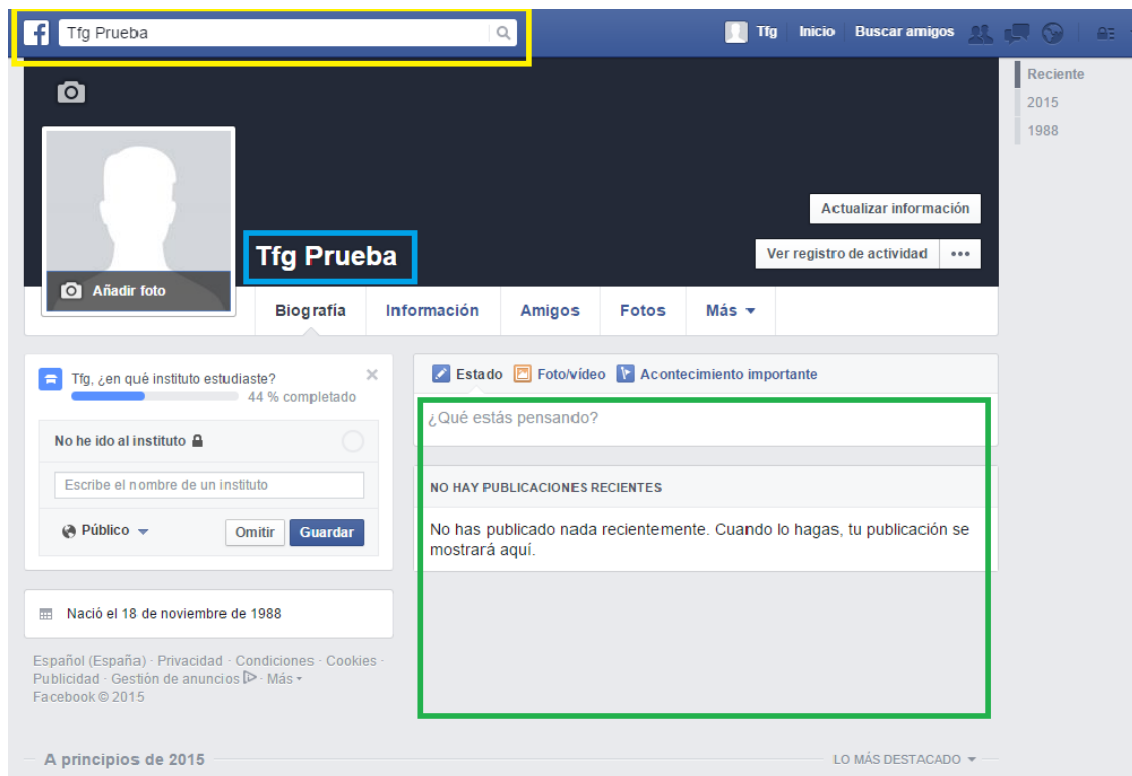 Tfg Prueba
Tfg Inicio Buscar amigos
Reciente
2015
1988
Actualizar información
Tfg Prueba
Ver registro de actividad
Añadir foto
Biografía Información Amigos Fotos Más
Tfg, ¿en qué instituto estudiaste?
44 % completado
No he ido al instituto
Escribe el nombre de un instituto
Público Omitir Guardar
Nació el 18 de noviembre de 1988
Español (España) · Privacidad · Condiciones · Cookies ·
Publicidad · Gestión de anuncios · Más
Facebook © 2015
Estado Foto/vídeo Acontecimiento importante
¿Qué estás pensando?
NO HAY PUBLICACIONES RECIENTES
No has publicado nada recientemente. Cuando lo hagas, tu publicación se
mostrará aquí.
A principios de 2015 LO MÁS DESTACADO